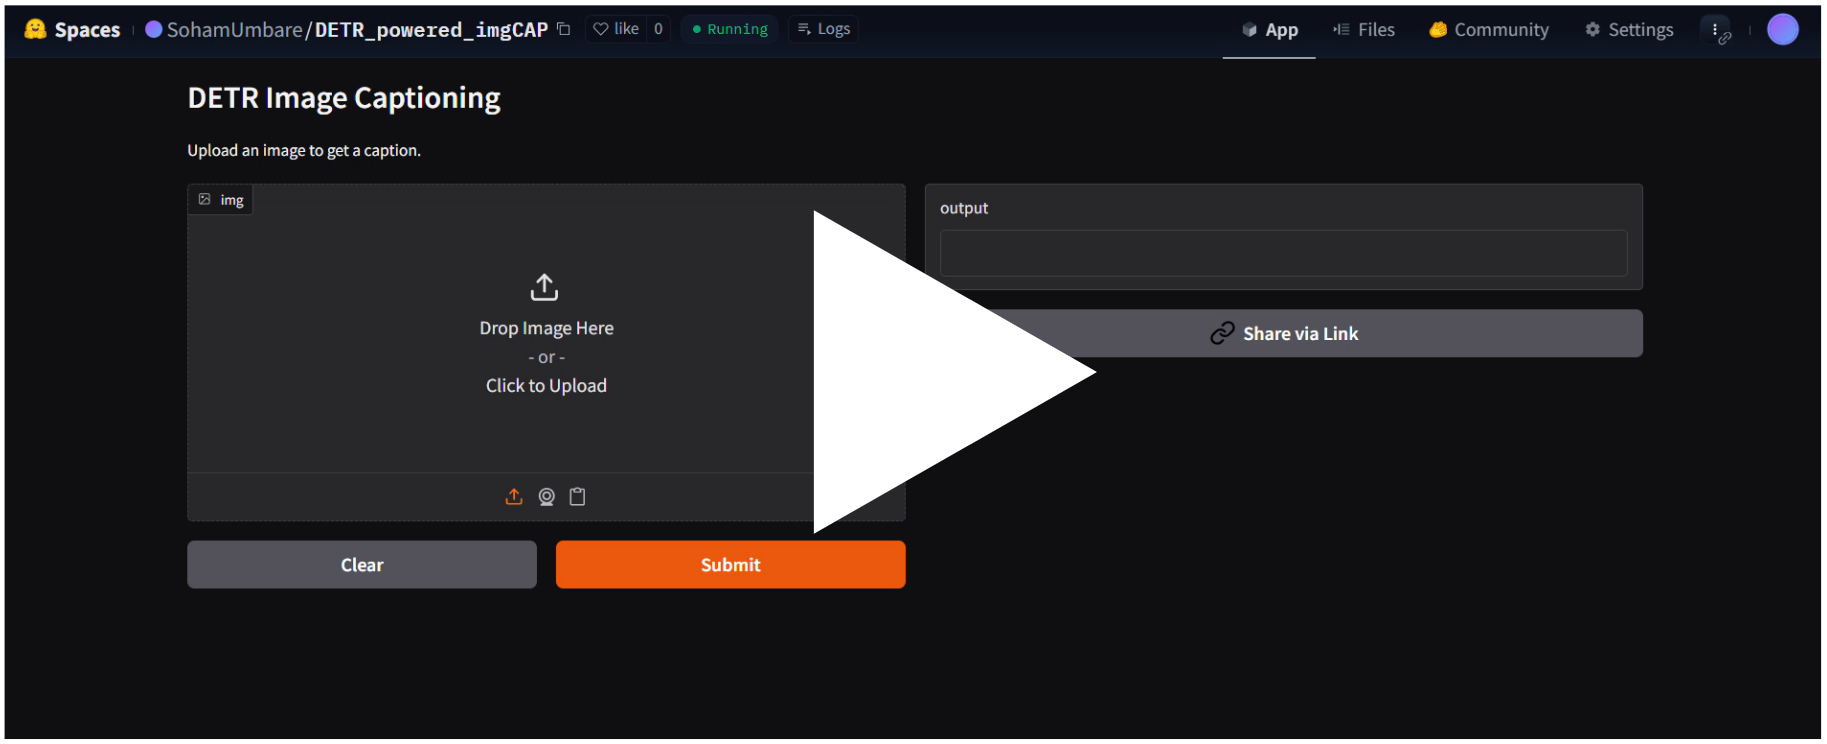 Spaces SohamUmbare/DETR_powered_imgCAP like 0 Running Logs App Files Community Settings
DETR Image Captioning
Upload an image to get a caption.
img
Drop Image Here
- or -
Click to Upload
Clear
Submit
output
Share via Link